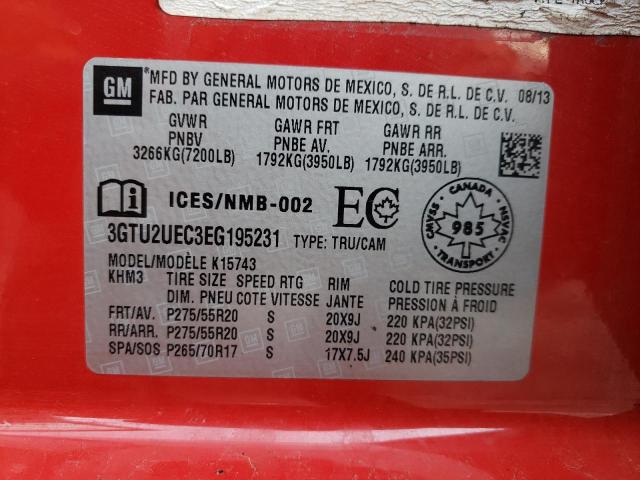 GM *MFD BY GENERAL MOTORS DE MEXICO, S. DE R.L. DE C.V. 08/13
FAB. PAR GENERAL MOTORS DE MEXICO, S. DE R.L. DE C.V.
GVWR GAWR FRT GAWR RR
PNBV PNBE AV. PNBE ARR.
3266KG(7200LB) 1792KG(3950LB) 1792KG(3950LB)
i ICES/NMB-002 EC
CANADA
CMVSS 985 NSVAC
TRANSPORT
3GTU2UEC3EG195231 TYPE: TRU/CAM
MODEL/MODÈLE K15743
KHM3 TIRE SIZE SPEED RTG RIM COLD TIRE PRESSURE
DIM. PNEU COTE VITESSE JANTE PRESSION À FROID
FRT/AV. P275/55R20 S 20X9J 220 KPA(32PSI)
RR/ARR. P275/55R20 S 20X9J 220 KPA(32PSI)
SPA/SOS P265/70R17 S 17X7.5J 240 KPA(35PSI)